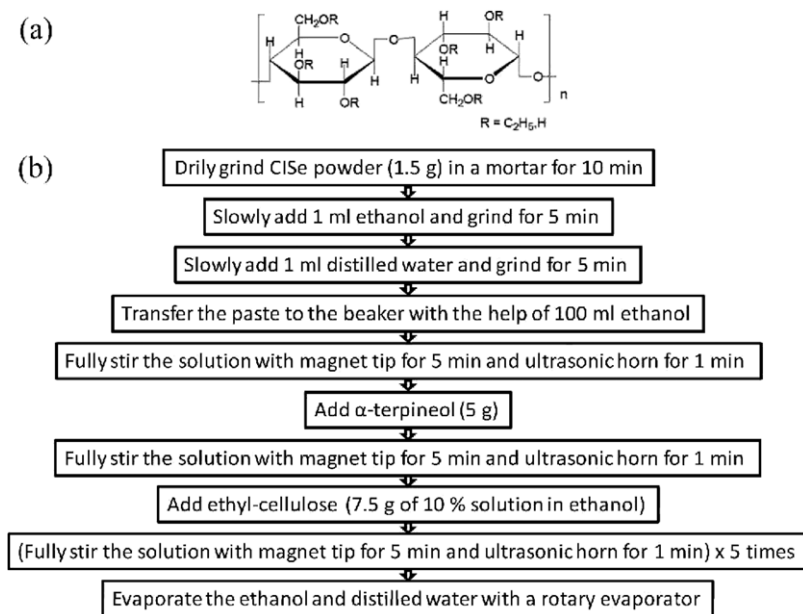 (a)
CH₂OR
O
H
H
H
OR
H
OR
H
O
H
OR
OR
H
H
H
CH₂OR
O
H
O
n
R = C₂H₅,H
(b)
Drily grind CISe powder (1.5 g) in a mortar for 10 min
Slowly add 1 ml ethanol and grind for 5 min
Slowly add 1 ml distilled water and grind for 5 min
Transfer the paste to the beaker with the help of 100 ml ethanol
Fully stir the solution with magnet tip for 5 min and ultrasonic horn for 1 min
Add α-terpineol (5 g)
Fully stir the solution with magnet tip for 5 min and ultrasonic horn for 1 min
Add ethyl-cellulose (7.5 g of 10 % solution in ethanol)
(Fully stir the solution with magnet tip for 5 min and ultrasonic horn for 1 min) x 5 times
Evaporate the ethanol and distilled water with a rotary evaporator